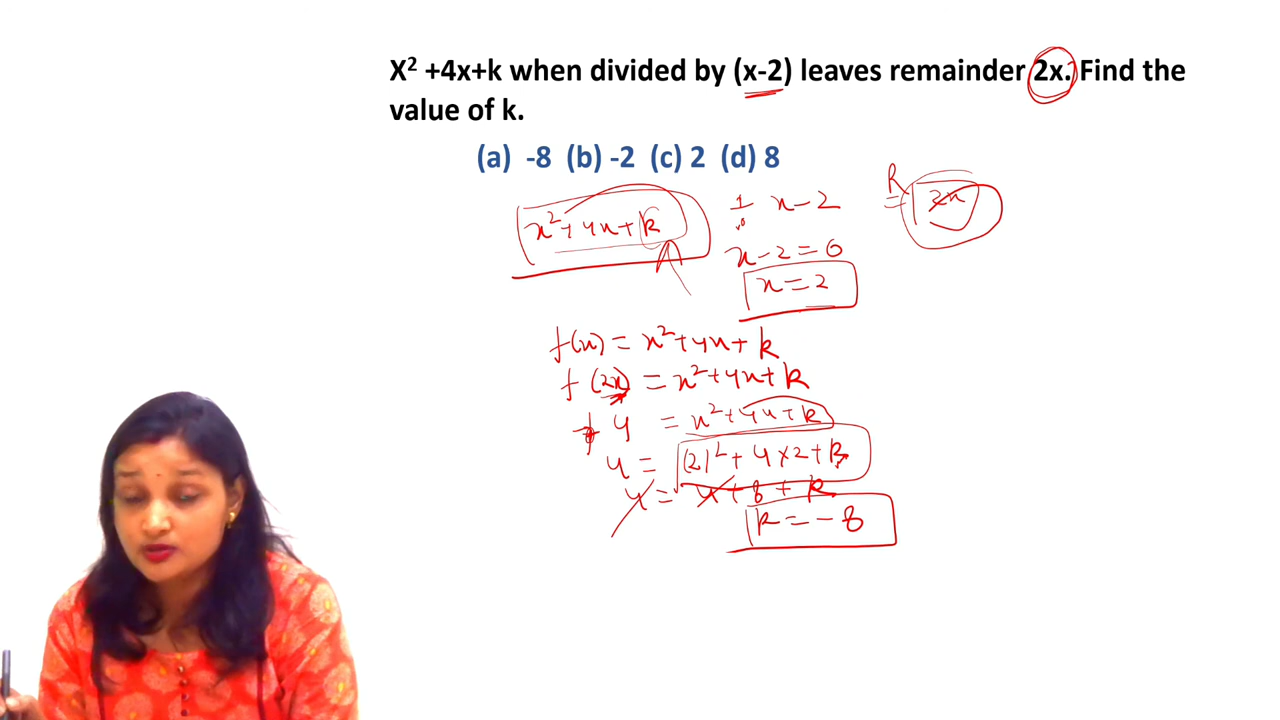 X² +4x+k when divided by (x-2) leaves remainder 2x. Find the
value of k.
(a) -8 (b) -2 (c) 2 (d) 8
x²+4x+k ÷ x-2 R = 2x
x-2=0
x=2
f(x) = x²+4x+k
f(2x) = x²+4x+k
4 = x²+4x+k
4 = (2)²+4×2+k
4 = 4+8+k
k=-8